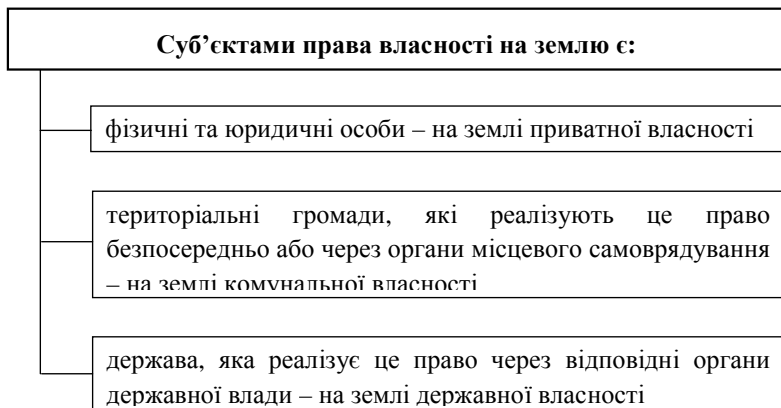 Суб’єктами права власності на землю є:
фізичні та юридичні особи – на землі приватної власності
територіальні громади, які реалізують це право
безпосередньо або через органи місцевого самоврядування
– на землі комунальної власності
держава, яка реалізує це право через відповідні органи
державної влади – на землі державної власності